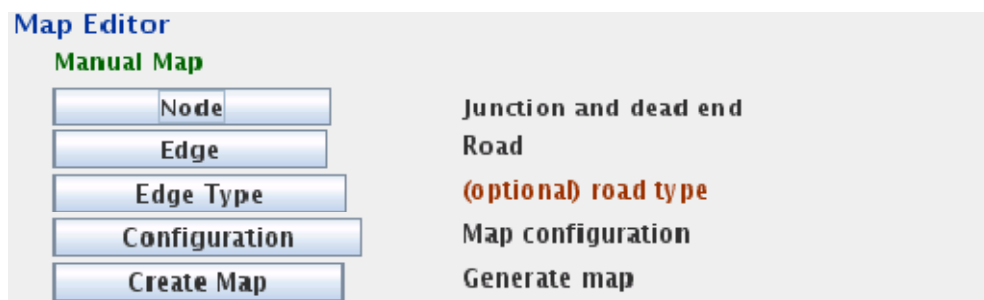 Map Editor
Manual Map
Node Junction and dead end
Edge Road
Edge Type (optional) road type
Configuration Map configuration
Create Map Generate map